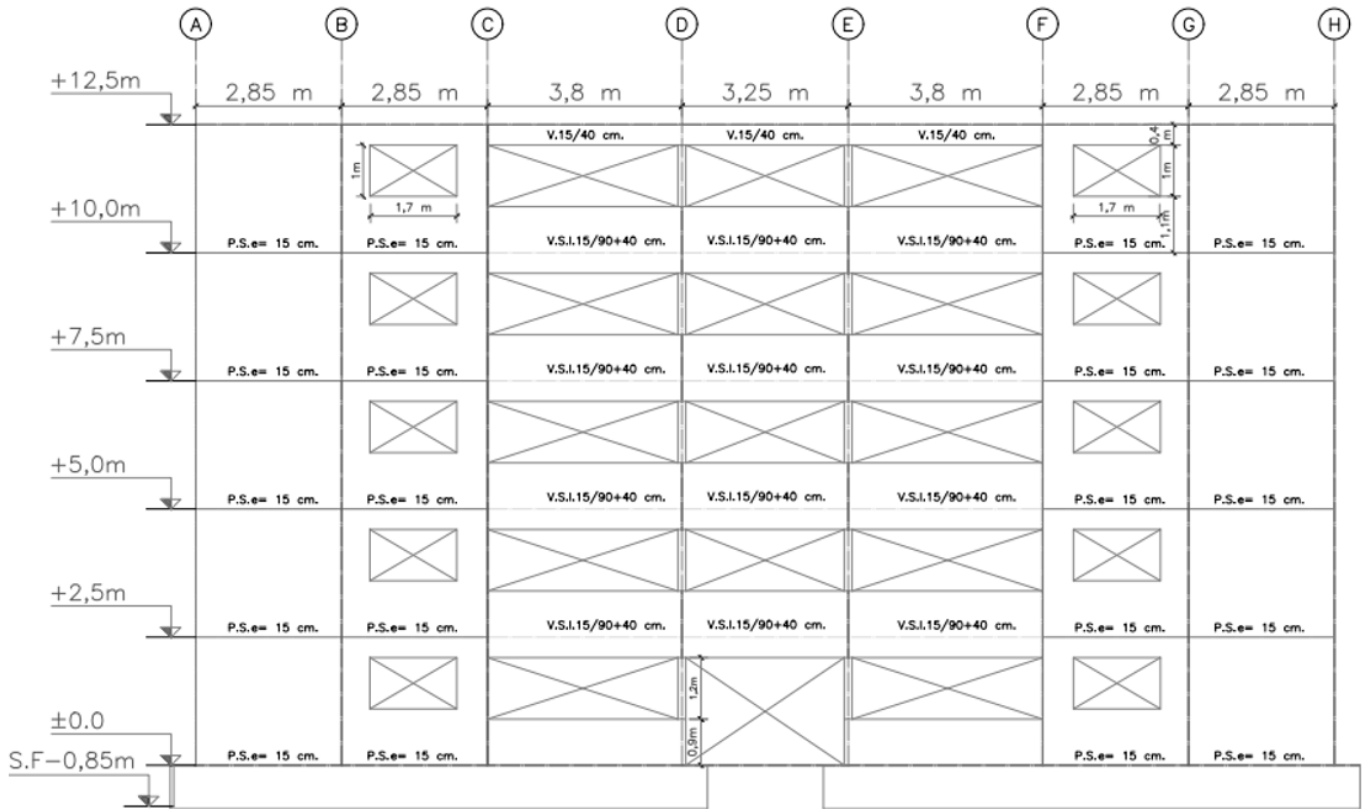 A B C D E F G H
+12,5m
2,85 m 2,85 m 3,8 m 3,25 m 3,8 m 2,85 m 2,85 m
V.15/40 cm. V.15/40 cm. V.15/40 cm.
0,4 m
1m 1m
1,7 m 1,7 m
1,1m
+10,0m
P.S.e= 15 cm. P.S.e= 15 cm. V.S.I.15/90+40 cm. V.S.I.15/90+40 cm. V.S.I.15/90+40 cm. P.S.e= 15 cm. P.S.e= 15 cm.
+7,5m
P.S.e= 15 cm. P.S.e= 15 cm. V.S.I.15/90+40 cm. V.S.I.15/90+40 cm. V.S.I.15/90+40 cm. P.S.e= 15 cm. P.S.e= 15 cm.
+5,0m
P.S.e= 15 cm. P.S.e= 15 cm. V.S.I.15/90+40 cm. V.S.I.15/90+40 cm. V.S.I.15/90+40 cm. P.S.e= 15 cm. P.S.e= 15 cm.
+2,5m
P.S.e= 15 cm. P.S.e= 15 cm. V.S.I.15/90+40 cm. V.S.I.15/90+40 cm. V.S.I.15/90+40 cm. P.S.e= 15 cm. P.S.e= 15 cm.
1,2m
±0.0
0,9m
P.S.e= 15 cm. P.S.e= 15 cm. P.S.e= 15 cm. P.S.e= 15 cm.
S.F-0,85m